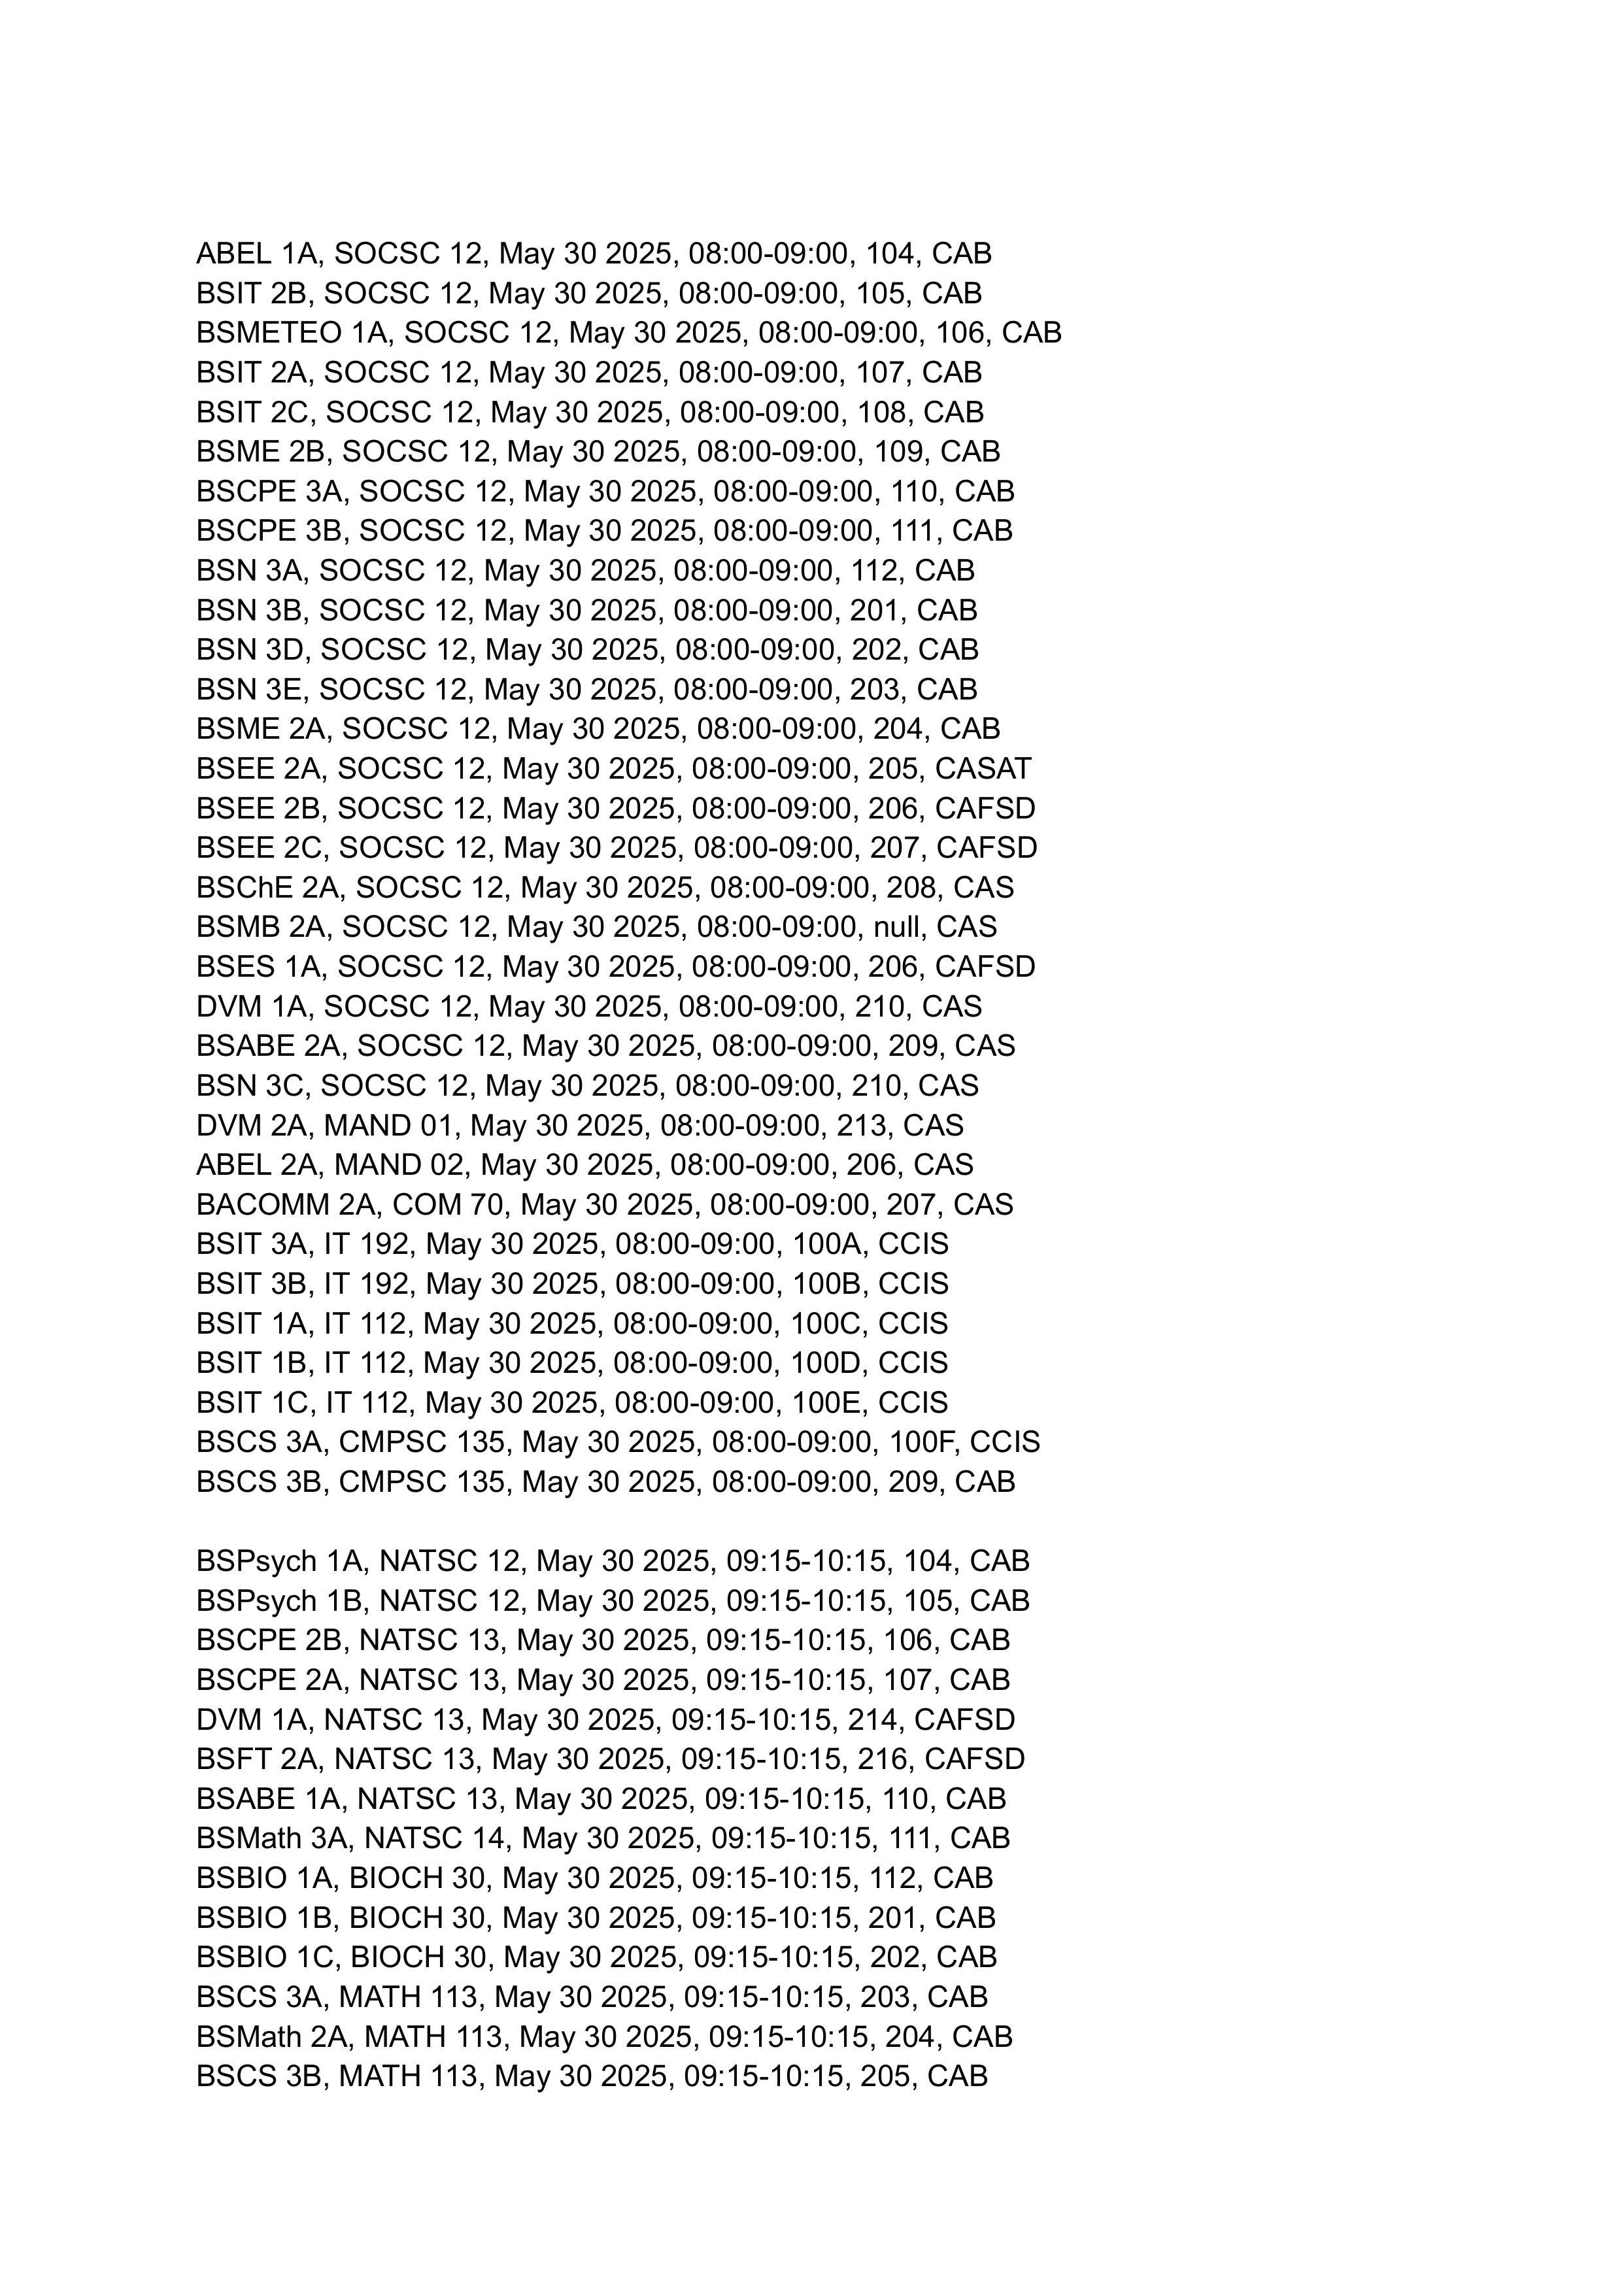 ABEL 1A, SOCSC 12, May 30 2025, 08:00-09:00, 104, CAB
BSIT 2B, SOCSC 12, May 30 2025, 08:00-09:00, 105, CAB
BSMETEO 1A, SOCSC 12, May 30 2025, 08:00-09:00, 106, CAB
BSIT 2A, SOCSC 12, May 30 2025, 08:00-09:00, 107, CAB
BSIT 2C, SOCSC 12, May 30 2025, 08:00-09:00, 108, CAB
BSME 2B, SOCSC 12, May 30 2025, 08:00-09:00, 109, CAB
BSCPE 3A, SOCSC 12, May 30 2025, 08:00-09:00, 110, CAB
BSCPE 3B, SOCSC 12, May 30 2025, 08:00-09:00, 111, CAB
BSN 3A, SOCSC 12, May 30 2025, 08:00-09:00, 112, CAB
BSN 3B, SOCSC 12, May 30 2025, 08:00-09:00, 201, CAB
BSN 3D, SOCSC 12, May 30 2025, 08:00-09:00, 202, CAB
BSN 3E, SOCSC 12, May 30 2025, 08:00-09:00, 203, CAB
BSME 2A, SOCSC 12, May 30 2025, 08:00-09:00, 204, CAB
BSEE 2A, SOCSC 12, May 30 2025, 08:00-09:00, 205, CASAT
BSEE 2B, SOCSC 12, May 30 2025, 08:00-09:00, 206, CAFSD
BSEE 2C, SOCSC 12, May 30 2025, 08:00-09:00, 207, CAFSD
BSChE 2A, SOCSC 12, May 30 2025, 08:00-09:00, 208, CAS
BSMB 2A, SOCSC 12, May 30 2025, 08:00-09:00, null, CAS
BSES 1A, SOCSC 12, May 30 2025, 08:00-09:00, 206, CAFSD
DVM 1A, SOCSC 12, May 30 2025, 08:00-09:00, 210, CAS
BSABE 2A, SOCSC 12, May 30 2025, 08:00-09:00, 209, CAS
BSN 3C, SOCSC 12, May 30 2025, 08:00-09:00, 210, CAS
DVM 2A, MAND 01, May 30 2025, 08:00-09:00, 213, CAS
ABEL 2A, MAND 02, May 30 2025, 08:00-09:00, 206, CAS
BACOMM 2A, COM 70, May 30 2025, 08:00-09:00, 207, CAS
BSIT 3A, IT 192, May 30 2025, 08:00-09:00, 100A, CCIS
BSIT 3B, IT 192, May 30 2025, 08:00-09:00, 100B, CCIS
BSIT 1A, IT 112, May 30 2025, 08:00-09:00, 100C, CCIS
BSIT 1B, IT 112, May 30 2025, 08:00-09:00, 100D, CCIS
BSIT 1C, IT 112, May 30 2025, 08:00-09:00, 100E, CCIS
BSCS 3A, CMPSC 135, May 30 2025, 08:00-09:00, 100F, CCIS
BSCS 3B, CMPSC 135, May 30 2025, 08:00-09:00, 209, CAB
BSPsych 1A, NATSC 12, May 30 2025, 09:15-10:15, 104, CAB
BSPsych 1B, NATSC 12, May 30 2025, 09:15-10:15, 105, CAB
BSCPE 2B, NATSC 13, May 30 2025, 09:15-10:15, 106, CAB
BSCPE 2A, NATSC 13, May 30 2025, 09:15-10:15, 107, CAB
DVM 1A, NATSC 13, May 30 2025, 09:15-10:15, 214, CAFSD
BSFT 2A, NATSC 13, May 30 2025, 09:15-10:15, 216, CAFSD
BSABE 1A, NATSC 13, May 30 2025, 09:15-10:15, 110, CAB
BSMath 3A, NATSC 14, May 30 2025, 09:15-10:15, 111, CAB
BSBIO 1A, BIOCH 30, May 30 2025, 09:15-10:15, 112, CAB
BSBIO 1B, BIOCH 30, May 30 2025, 09:15-10:15, 201, CAB
BSBIO 1C, BIOCH 30, May 30 2025, 09:15-10:15, 202, CAB
BSCS 3A, MATH 113, May 30 2025, 09:15-10:15, 203, CAB
BSMath 2A, MATH 113, May 30 2025, 09:15-10:15, 204, CAB
BSCS 3B, MATH 113, May 30 2025, 09:15-10:15, 205, CAB